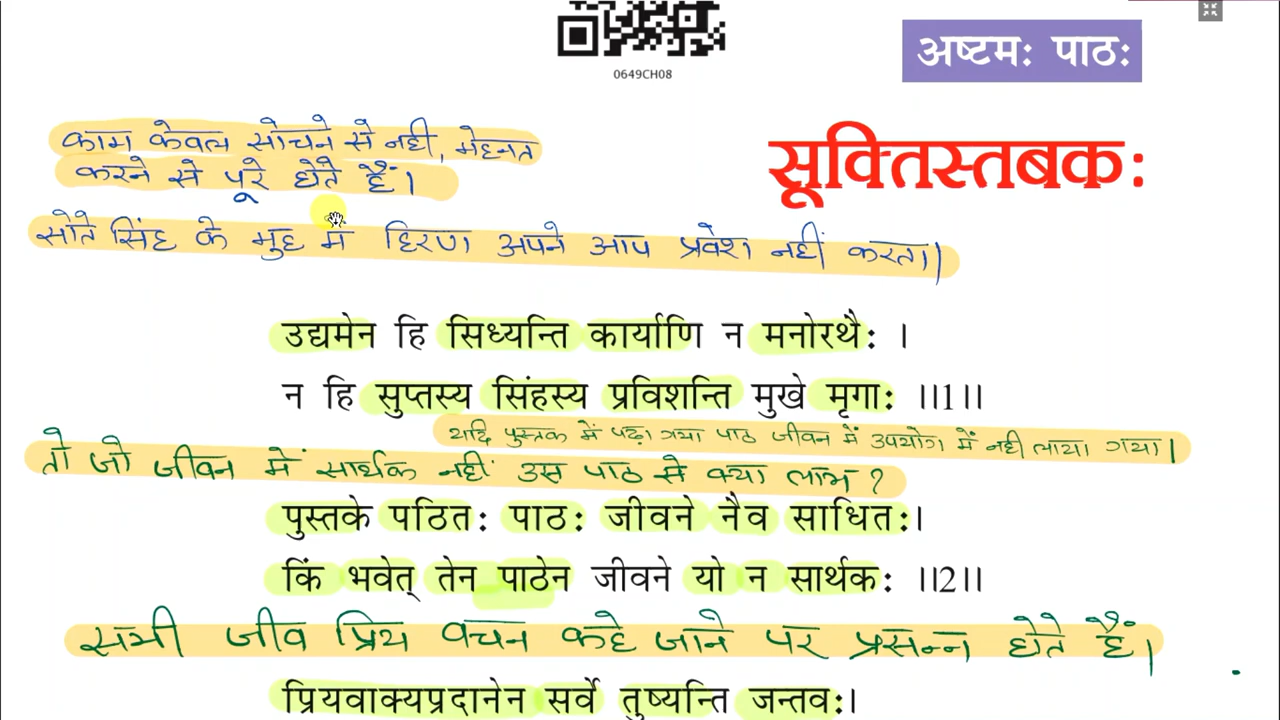 0649CH08
अष्टमः पाठः
सूक्तिस्तबकः
काम केवल सोचने से नही, मेहनत
करने से पूरे होते हैं।
सोते सिंह के मुह में हिरण अपने आप प्रवेश नहीं करता।
उद्यमेन हि सिध्यन्ति कार्याणि न मनोरथैः ।
न हि सुप्तस्य सिंहस्य प्रविशन्ति मुखे मृगाः ।।1।।
यदि पुस्तक में पढ़ा गया पाठ जीवन में उपयोग में नही लाया गया।
तो जो जीवन में सार्थक नहीं उस पाठ से क्या लाभ ?
पुस्तके पठितः पाठः जीवने नैव साधितः।
किं भवेत् तेन पाठेन जीवने यो न सार्थकः ।।2।।
सभी जीव प्रिय वचन कहे जाने पर प्रसन्न होते हैं।
प्रियवाक्यप्रदानेन सर्वे तुष्यन्ति जन्तवः।